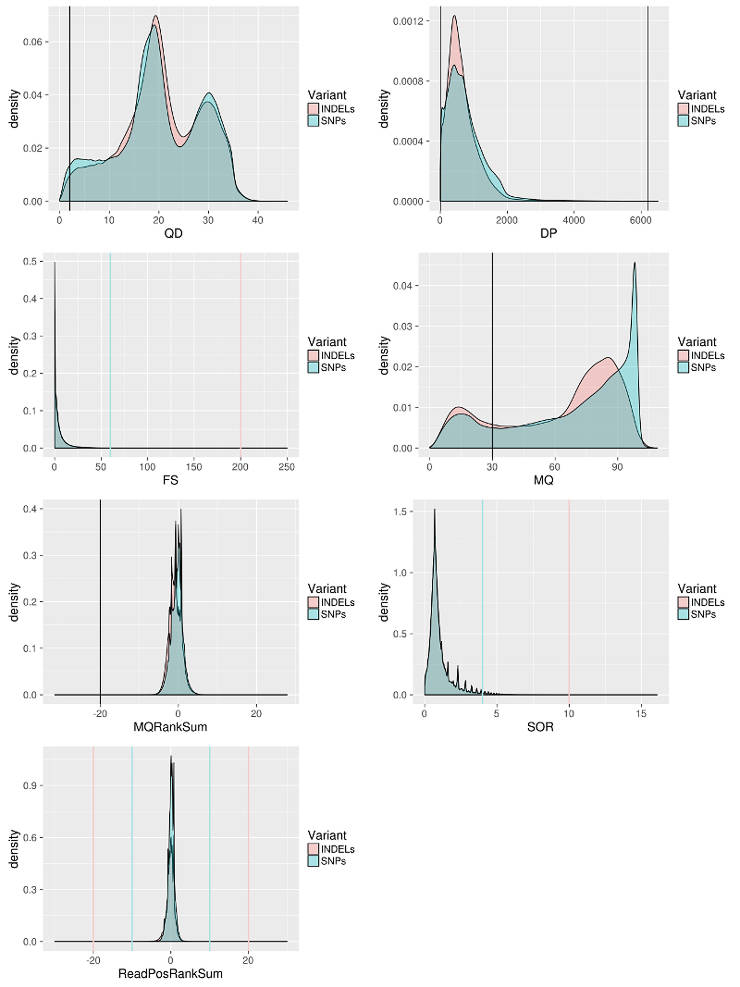 density
0.06
0.04
0.02
0.00
0 10 20 30 40
QD
Variant
INDELs
SNPs
density
0.0012
0.0008
0.0004
0.0000
0 2000 4000 6000
DP
Variant
INDELs
SNPs
density
0.5
0.4
0.3
0.2
0.1
0.0
0 50 100 150 200 250
FS
Variant
INDELs
SNPs
density
0.04
0.03
0.02
0.01
0.00
0 30 60 90
MQ
Variant
INDELs
SNPs
density
0.4
0.3
0.2
0.1
0.0
-20 0 20
MQRankSum
Variant
INDELs
SNPs
density
1.5
1.0
0.5
0.0
0 5 10 15
SOR
Variant
INDELs
SNPs
density
0.9
0.6
0.3
0.0
-20 0 20
ReadPosRankSum
Variant
INDELs
SNPs